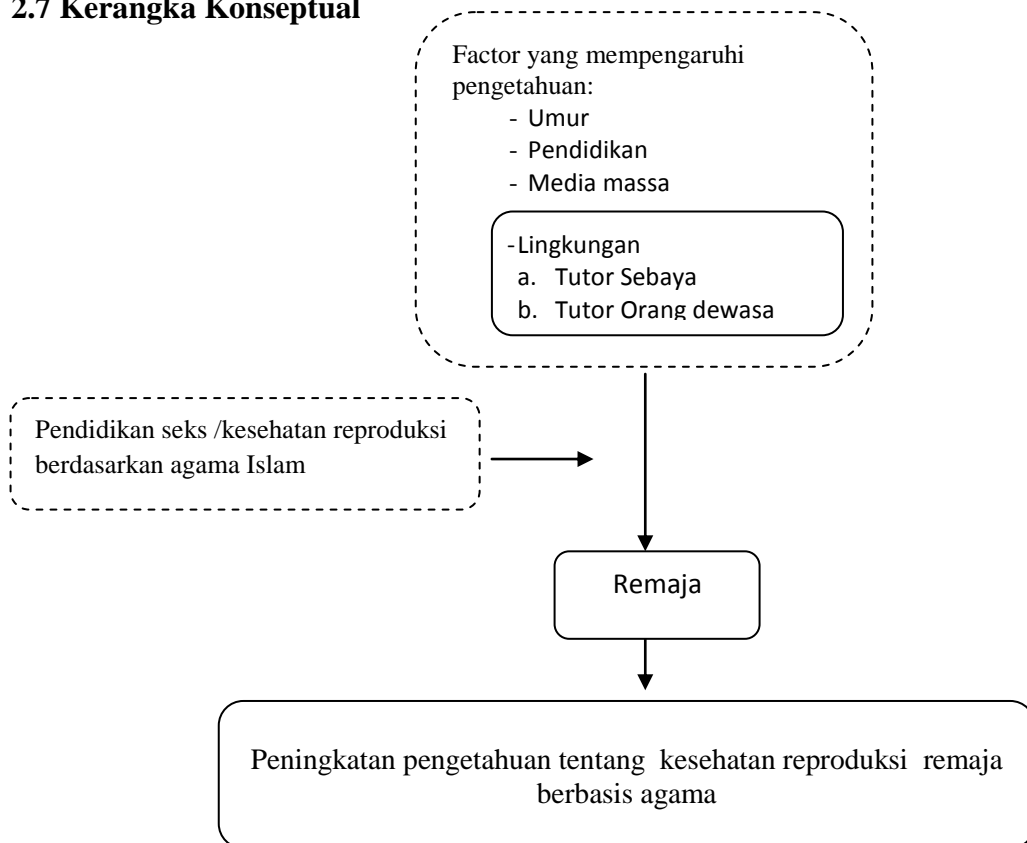 2.7 Kerangka Konseptual
Factor yang mempengaruhi
pengetahuan:
- Umur
- Pendidikan
- Media massa
-Lingkungan
a. Tutor Sebaya
b. Tutor Orang dewasa
Pendidikan seks /kesehatan reproduksi
berdasarkan agama Islam
Remaja
Peningkatan pengetahuan tentang kesehatan reproduksi remaja
berbasis agama